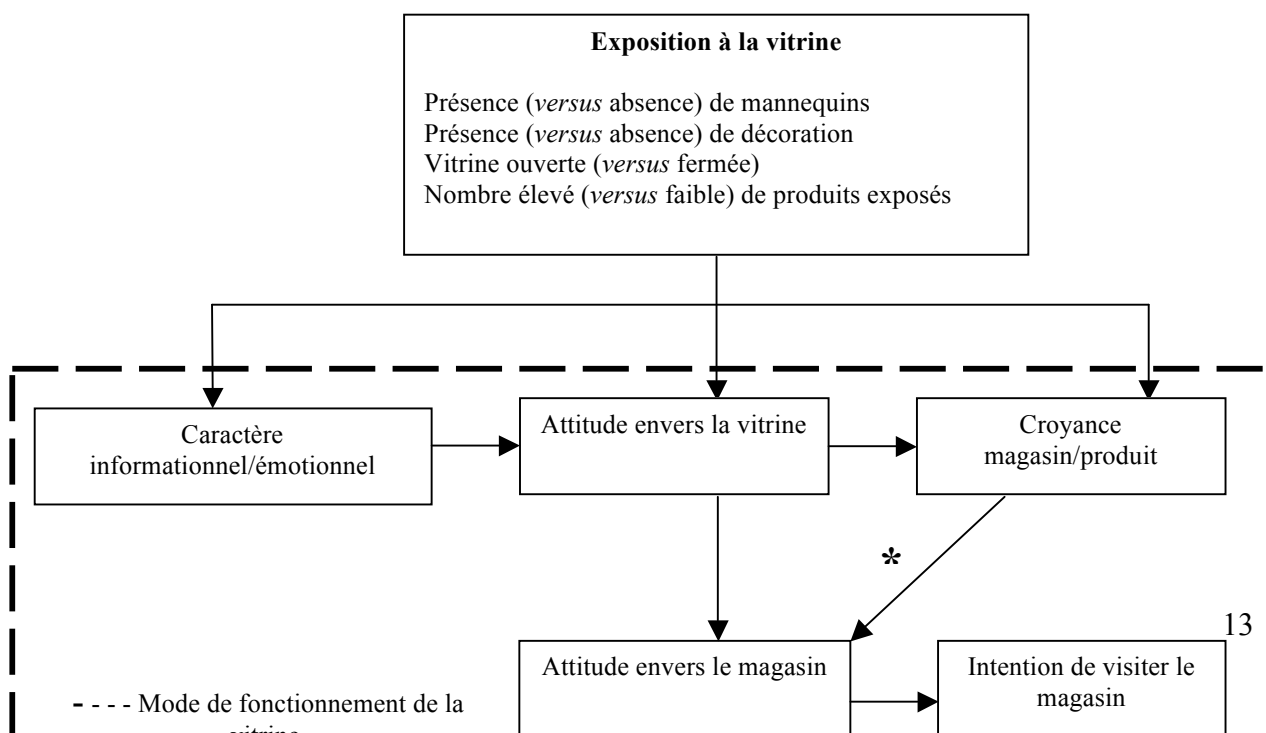 Exposition à la vitrine
Présence (versus absence) de mannequins
Présence (versus absence) de décoration
Vitrine ouverte (versus fermée)
Nombre élevé (versus faible) de produits exposés
Caractère
informationnel/émotionnel
Attitude envers la vitrine
Croyance
magasin/produit
*
13
Attitude envers le magasin
Intention de visiter le
magasin
- - - - Mode de fonctionnement de la
vitrine